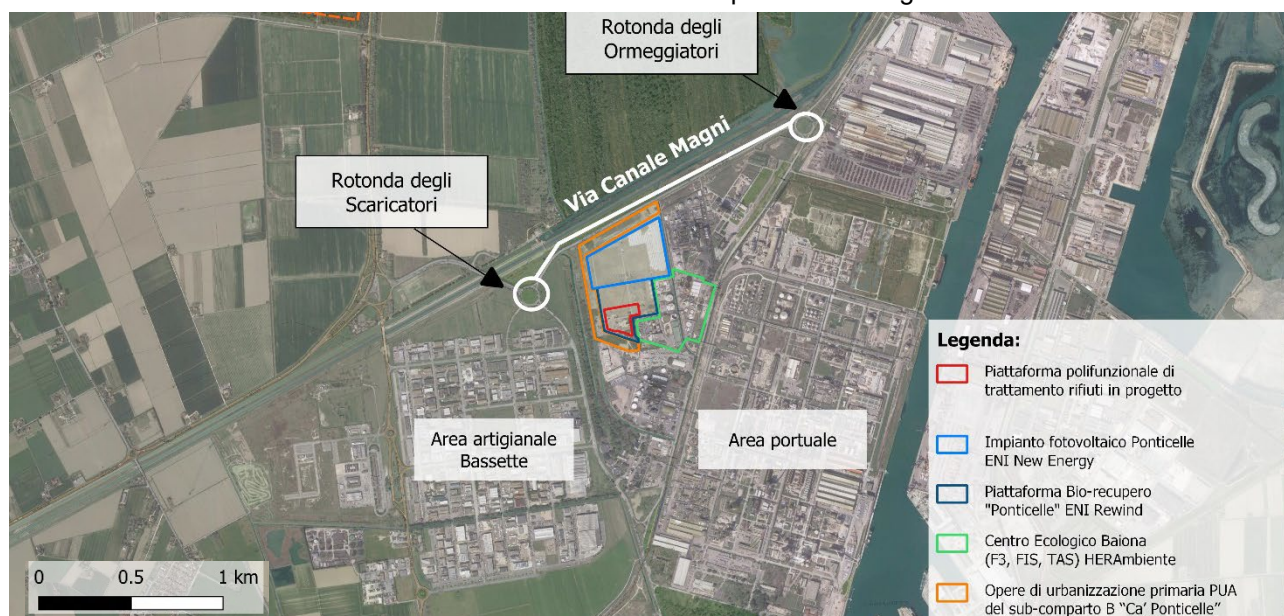 Rotonda degli
Ormeggiatori
Via Canale Magni
Rotonda degli
Scaricatori
Area artigianale
Bassette
Area portuale
Legenda:
Piattaforma polifunzionale di
trattamento rifiuti in progetto
Impianto fotovoltaico Ponticelle
ENI New Energy
Piattaforma Bio-recupero
"Ponticelle" ENI Rewind
Centro Ecologico Baiona
(F3, FIS, TAS) HERAmbiente
Opere di urbanizzazione primaria PUA
del sub-comparto B "Ca' Ponticelle"
0 0.5 1 km